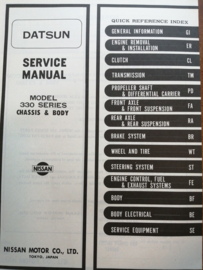 DATSUN
SERVICE
MANUAL
MODEL
330 SERIES
CHASSIS & BODY
NISSAN
NISSAN MOTOR CO., LTD.
TOKYO, JAPAN
QUICK REFERENCE INDEX
GENERAL INFORMATION GI
ENGINE REMOVAL
& INSTALLATION ER
CLUTCH CL
TRANSMISSION TM
PROPELLER SHAFT
& DIFFERENTIAL CARRIER PD
FRONT AXLE
& FRONT SUSPENSION FA
REAR AXLE
& REAR SUSPENSION RA
BRAKE SYSTEM BR
WHEEL AND TIRE WT
STEERING SYSTEM ST
ENGINE CONTROL, FUEL
& EXHAUST SYSTEMS FE
BODY BF
BODY ELECTRICAL BE
SERVICE EQUIPMENT SE